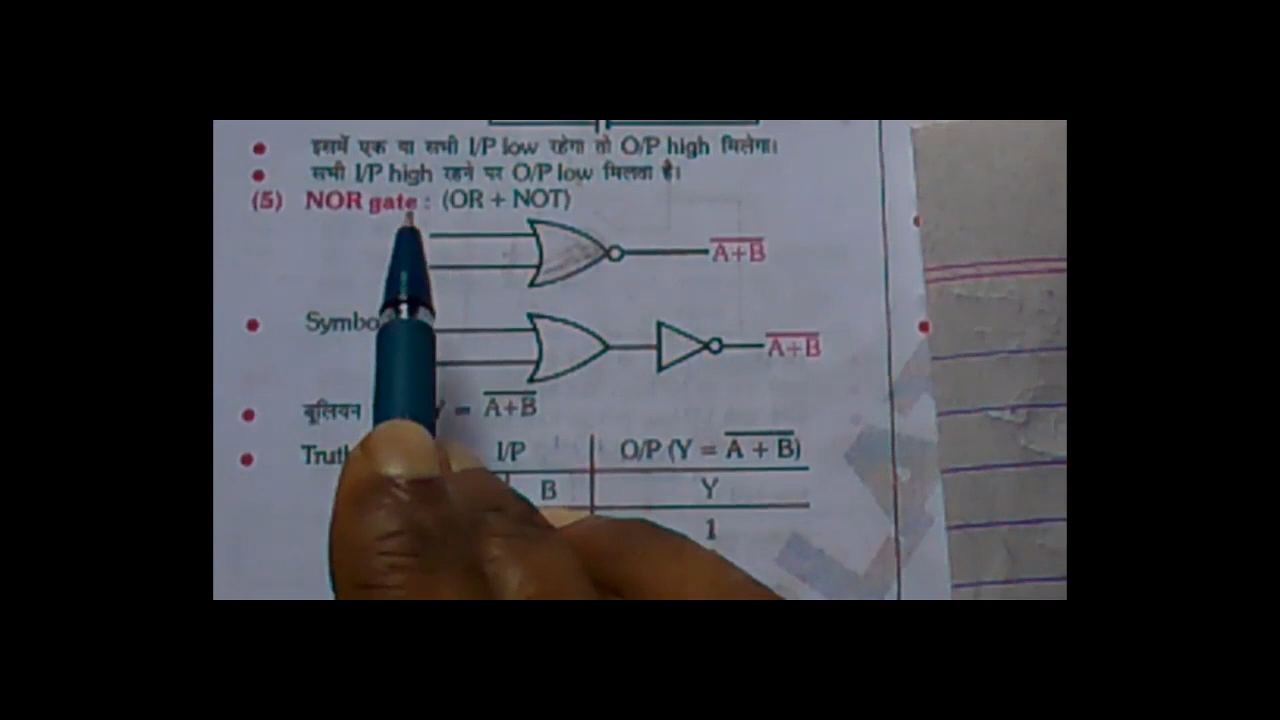 • इसमें एक या सभी I/P low रहेगा तो O/P high मिलेगा।
• सभी I/P high रहने पर O/P low मिलता है।
(5) NOR gate : (OR + NOT)
A+B
• Symbo
A+B
• बूलियन Y = A+B
• Trut I/P O/P (Y = A + B)
B Y
1